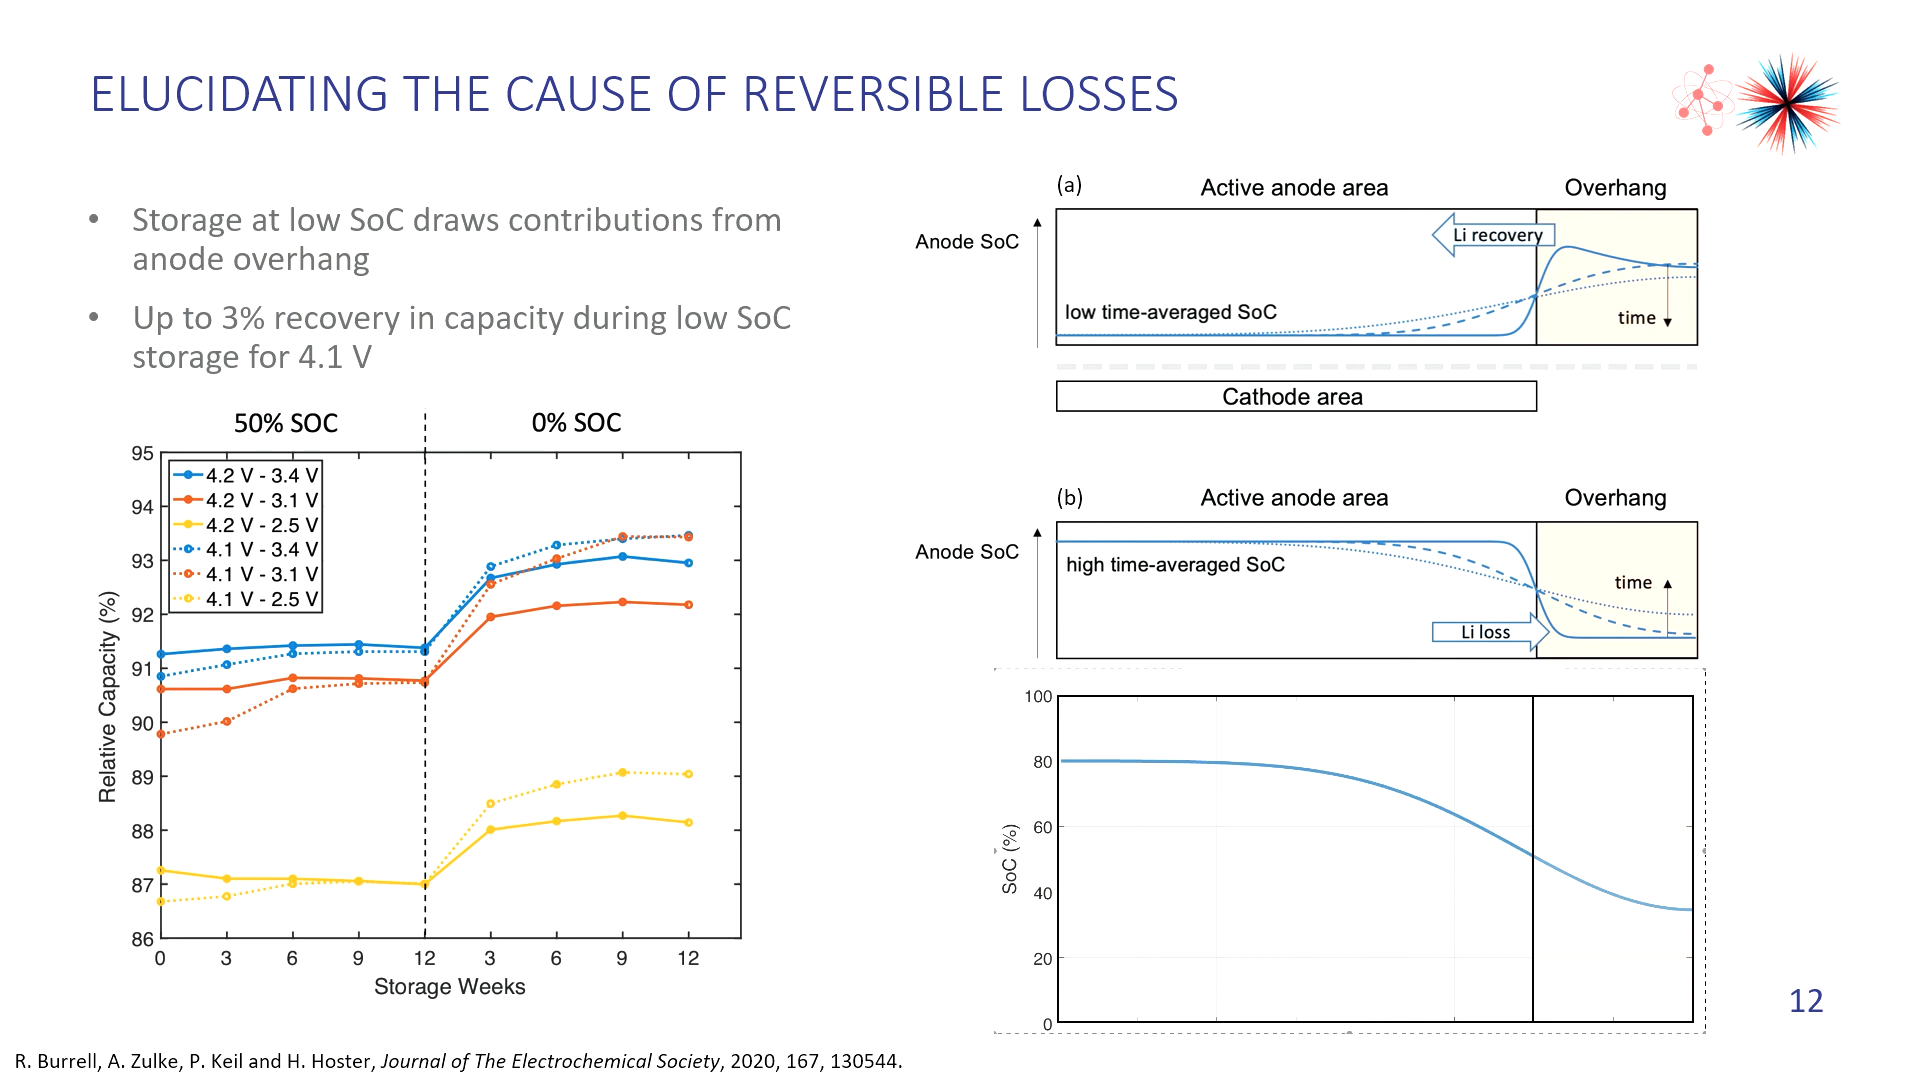 ELUCIDATING THE CAUSE OF REVERSIBLE LOSSES
• Storage at low SoC draws contributions from
anode overhang
• Up to 3% recovery in capacity during low SoC
storage for 4.1 V
50% SOC
0% SOC
95
94
93
92
91
90
89
88
87
86
Relative Capacity (%)
4.2 V - 3.4 V
4.2 V - 3.1 V
4.2 V - 2.5 V
4.1 V - 3.4 V
4.1 V - 3.1 V
4.1 V - 2.5 V
0 3 6 9 12 3 6 9 12
Storage Weeks
(a) Active anode area Overhang
Anode SoC
Li recovery
low time-averaged SoC
time
Cathode area
(b) Active anode area Overhang
Anode SoC
high time-averaged SoC
time
Li loss
100
80
60
40
20
0
SoC (%)
12
R. Burrell, A. Zulke, P. Keil and H. Hoster, Journal of The Electrochemical Society, 2020, 167, 130544.